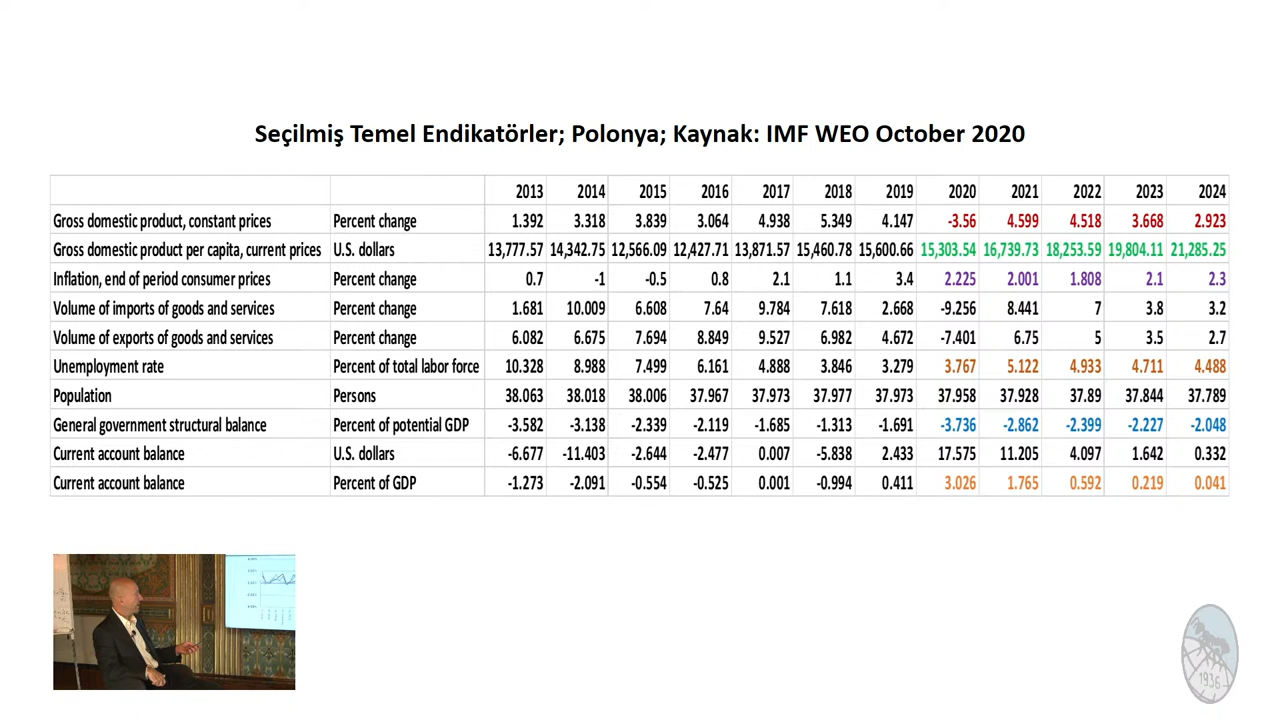 Seçilmiş Temel Endikatörler; Polonya; Kaynak: IMF WEO October 2020
2013 2014 2015 2016 2017 2018 2019 2020 2021 2022 2023 2024
Gross domestic product, constant prices Percent change 1.392 3.318 3.839 3.064 4.938 5.349 4.147 -3.56 4.599 4.518 3.668 2.923
Gross domestic product per capita, current prices U.S. dollars 13,777.57 14,342.75 12,566.09 12,427.71 13,871.57 15,460.78 15,600.66 15,303.54 16,739.73 18,253.59 19,804.11 21,285.25
Inflation, end of period consumer prices Percent change 0.7 -1 -0.5 0.8 2.1 1.1 3.4 2.225 2.001 1.808 2.1 2.3
Volume of imports of goods and services Percent change 1.681 10.009 6.608 7.64 9.784 7.618 2.668 -9.256 8.441 7 3.8 3.2
Volume of exports of goods and services Percent change 6.082 6.675 7.694 8.849 9.527 6.982 4.672 -7.401 6.75 5 3.5 2.7
Unemployment rate Percent of total labor force 10.328 8.988 7.499 6.161 4.888 3.846 3.279 3.767 5.122 4.933 4.711 4.488
Population Persons 38.063 38.018 38.006 37.967 37.973 37.977 37.973 37.958 37.928 37.89 37.844 37.789
General government structural balance Percent of potential GDP -3.582 -3.138 -2.339 -2.119 -1.685 -1.313 -1.691 -3.736 -2.862 -2.399 -2.227 -2.048
Current account balance U.S. dollars -6.677 -11.403 -2.644 -2.477 0.007 -5.838 2.433 17.575 11.205 4.097 1.642 0.332
Current account balance Percent of GDP -1.273 -2.091 -0.554 -0.525 0.001 -0.994 0.411 3.026 1.765 0.592 0.219 0.041
1936